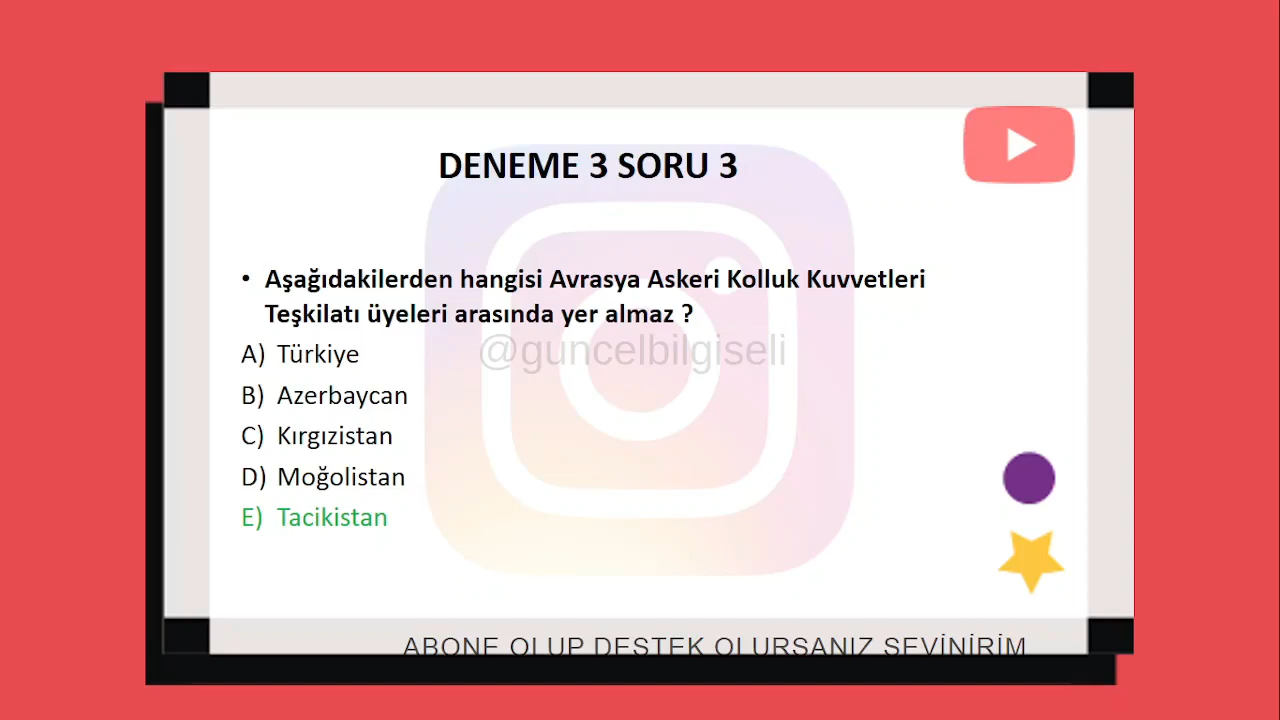 DENEME 3 SORU 3
• Aşağıdakilerden hangisi Avrasya Askeri Kolluk Kuvvetleri
Teşkilatı üyeleri arasında yer almaz ?
@guncelbilgiseli
A) Türkiye
B) Azerbaycan
C) Kırgızistan
D) Moğolistan
E) Tacikistan
ABONE OLUP DESTEK OLURSANIZ SEVİNİRİM